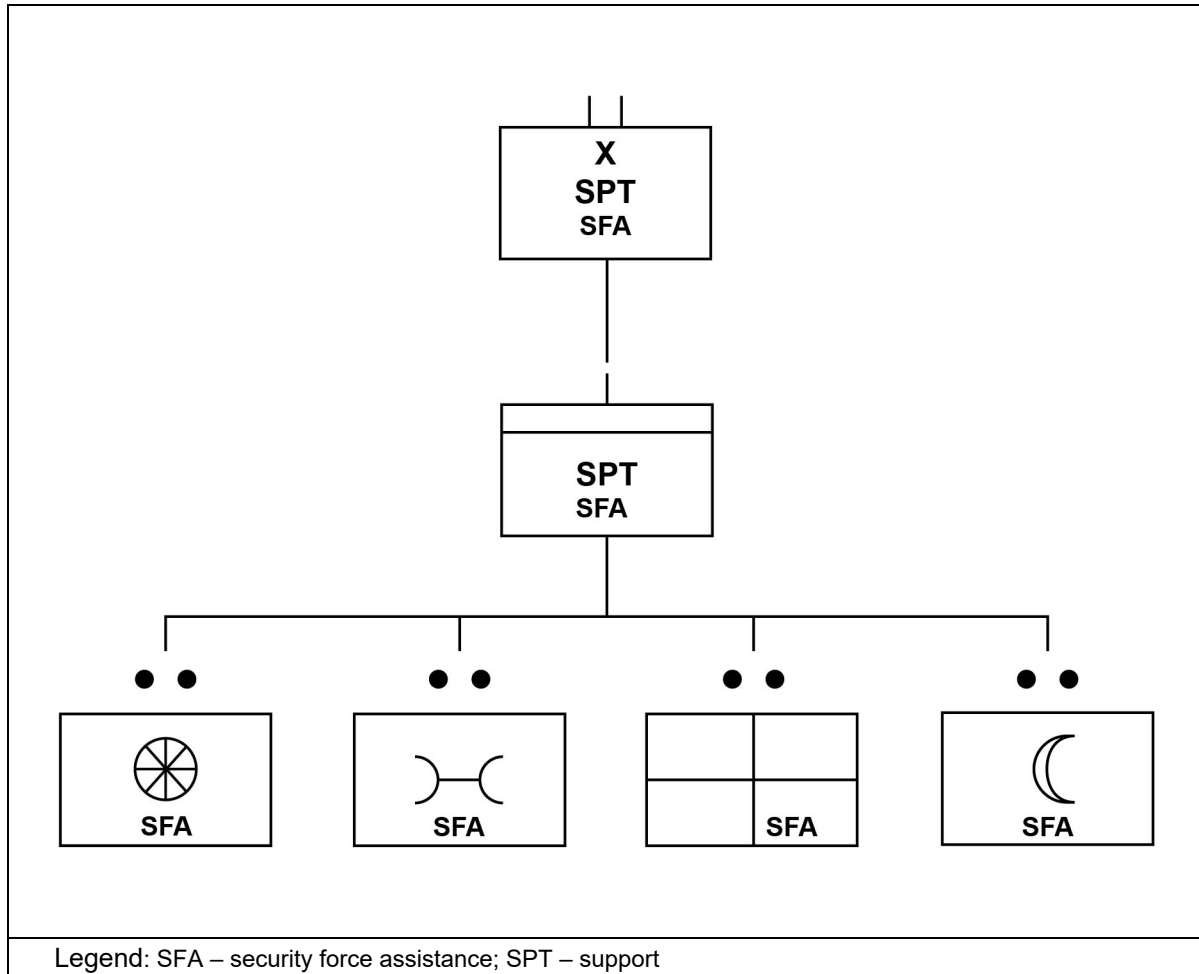 X
SPT
SFA
SPT
SFA
SFA
SFA
SFA
SFA
Legend: SFA – security force assistance; SPT – support